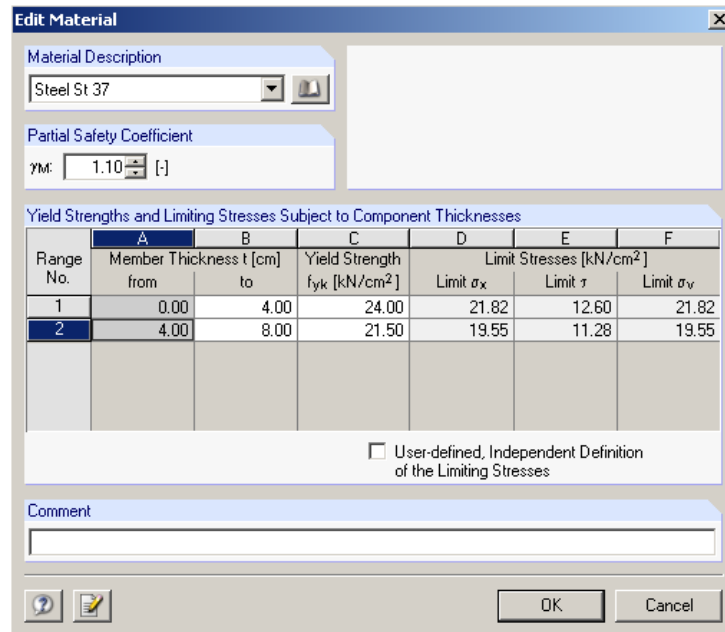 Edit Material
Material Description
Steel St 37
Partial Safety Coefficient
γM: 1.10 [-]
Yield Strengths and Limiting Stresses Subject to Component Thicknesses
A B C D E F
Range Member Thickness t [cm] Yield Strength Limit Stresses [kN/cm²]
No. from to fyk [kN/cm²] Limit σx Limit τ Limit σv
1 0.00 4.00 24.00 21.82 12.60 21.82
2 4.00 8.00 21.50 19.55 11.28 19.55
User-defined, Independent Definition
of the Limiting Stresses
Comment
OK Cancel